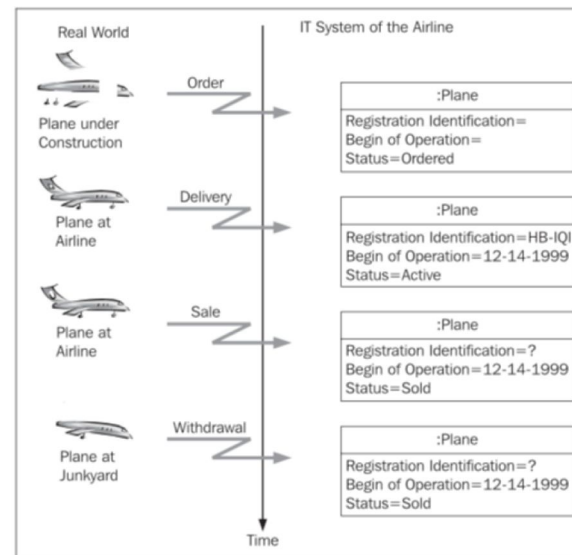 Real World
IT System of the Airline
Order
Plane under
Construction
:Plane
Registration Identification=
Begin of Operation=
Status=Ordered
Delivery
Plane at
Airline
:Plane
Registration Identification=HB-IQI
Begin of Operation=12-14-1999
Status=Active
Sale
Plane at
Airline
:Plane
Registration Identification=?
Begin of Operation=12-14-1999
Status=Sold
Withdrawal
Plane at
Junkyard
:Plane
Registration Identification=?
Begin of Operation=12-14-1999
Status=Sold
Time